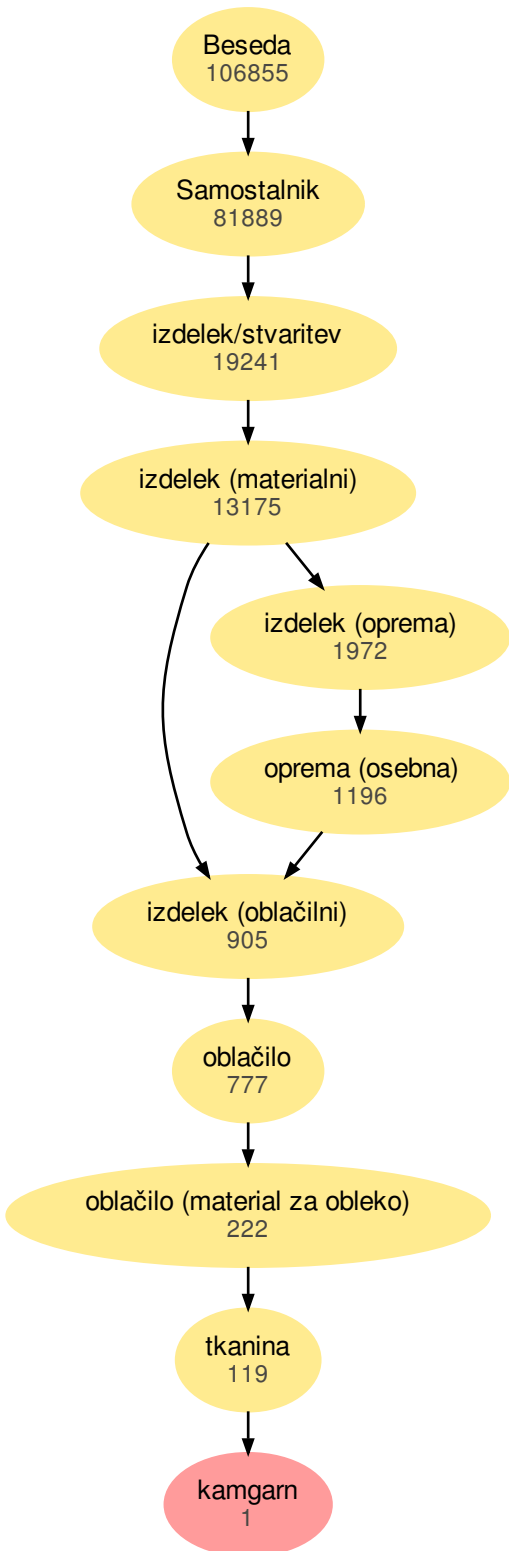 Beseda
106855
Samostalnik
81889
izdelek/stvaritev
19241
izdelek (materialni)
13175
izdelek (oprema)
1972
oprema (osebna)
1196
izdelek (oblačilni)
905
oblačilo
777
oblačilo (material za obleko)
222
tkanina
119
kamgarn
1